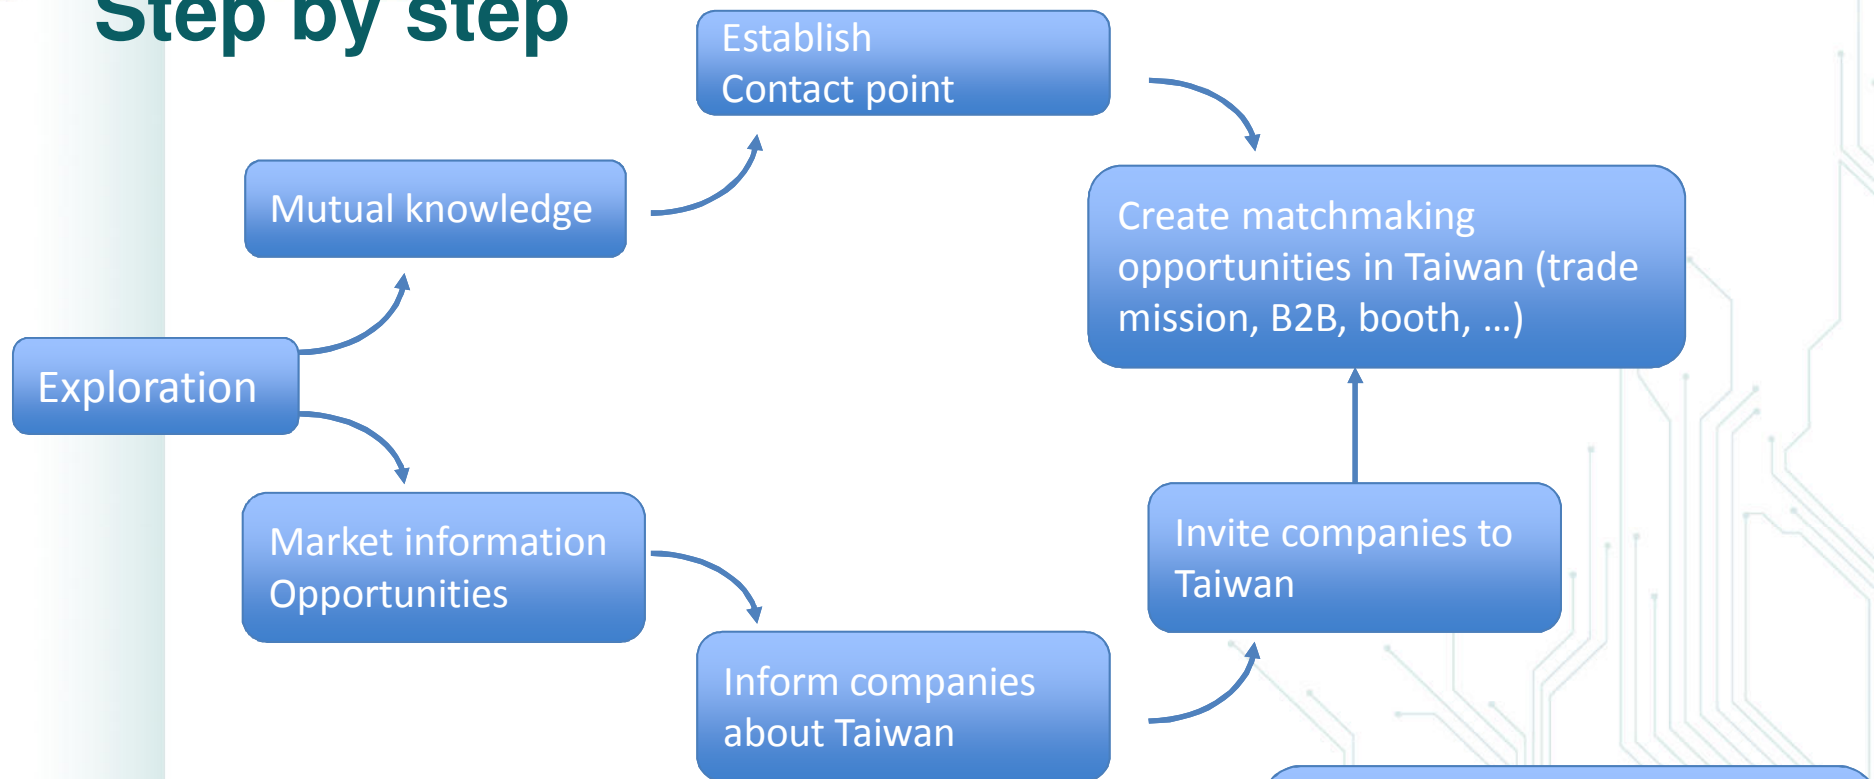 Step by step
Establish
Contact point
Mutual knowledge
Create matchmaking
opportunities in Taiwan (trade
mission, B2B, booth, …)
Exploration
Market information
Opportunities
Invite companies to
Taiwan
Inform companies
about Taiwan